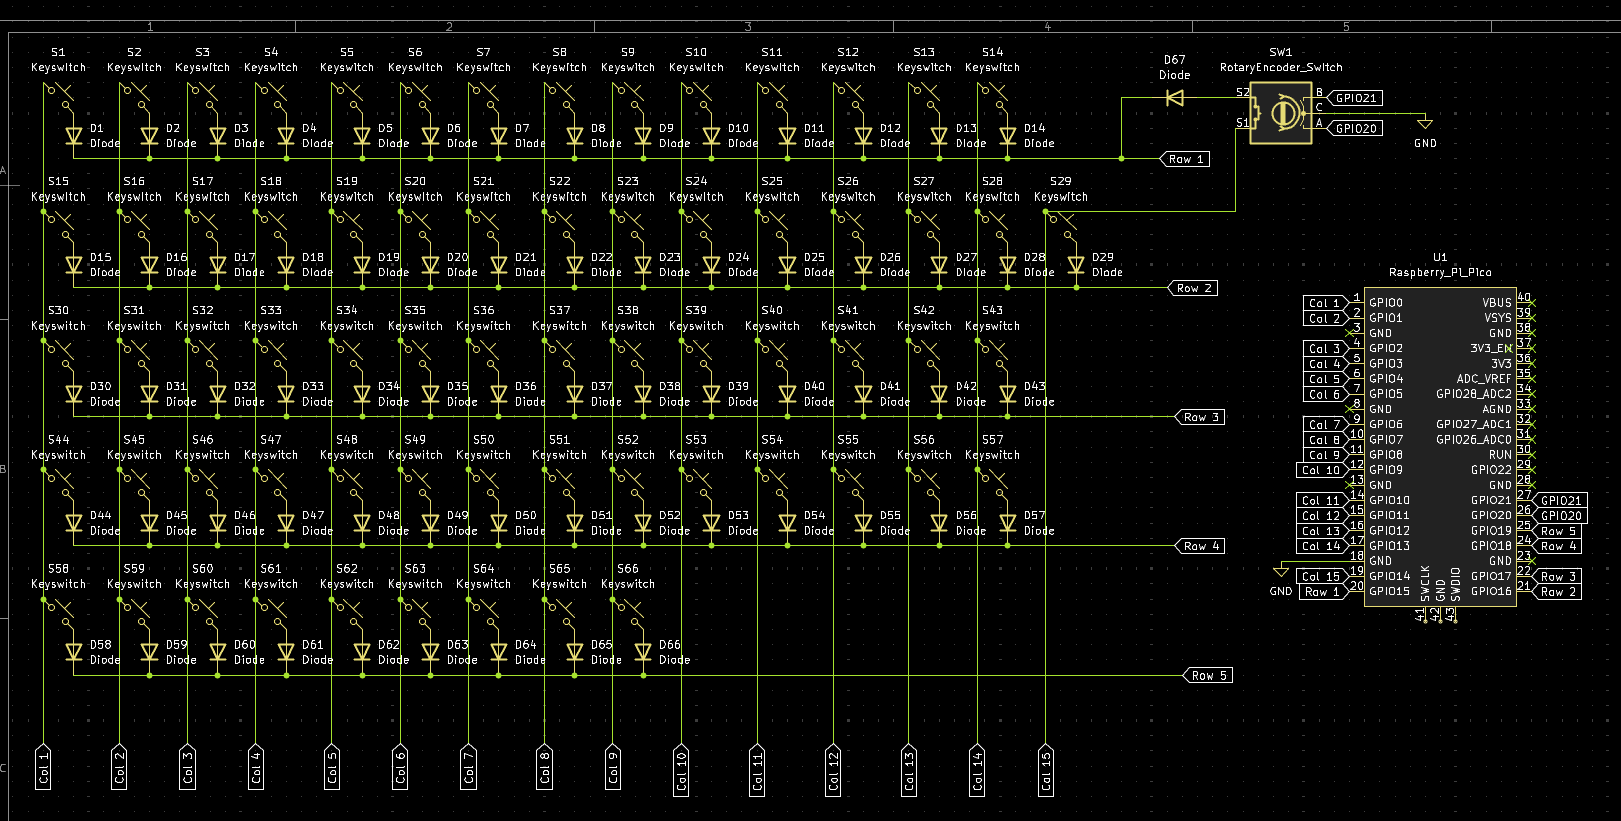 1 2 3 4 5
S1 S2 S3 S4 S5 S6 S7 S8 S9 S10 S11 S12 S13 S14
Keyswitch Keyswitch Keyswitch Keyswitch Keyswitch Keyswitch Keyswitch Keyswitch Keyswitch Keyswitch Keyswitch Keyswitch Keyswitch Keyswitch
D1 D2 D3 D4 D5 D6 D7 D8 D9 D10 D11 D12 D13 D14
Diode Diode Diode Diode Diode Diode Diode Diode Diode Diode Diode Diode Diode Diode
Row 1
D67
Diode
SW1
RotaryEncoder_Switch
S2 B GPIO21
C
S1 A GPIO20
GND
A
S15 S16 S17 S18 S19 S20 S21 S22 S23 S24 S25 S26 S27 S28 S29
Keyswitch Keyswitch Keyswitch Keyswitch Keyswitch Keyswitch Keyswitch Keyswitch Keyswitch Keyswitch Keyswitch Keyswitch Keyswitch Keyswitch Keyswitch
D15 D16 D17 D18 D19 D20 D21 D22 D23 D24 D25 D26 D27 D28 D29
Diode Diode Diode Diode Diode Diode Diode Diode Diode Diode Diode Diode Diode Diode Diode
Row 2
S30 S31 S32 S33 S34 S35 S36 S37 S38 S39 S40 S41 S42 S43
Keyswitch Keyswitch Keyswitch Keyswitch Keyswitch Keyswitch Keyswitch Keyswitch Keyswitch Keyswitch Keyswitch Keyswitch Keyswitch Keyswitch
D30 D31 D32 D33 D34 D35 D36 D37 D38 D39 D40 D41 D42 D43
Diode Diode Diode Diode Diode Diode Diode Diode Diode Diode Diode Diode Diode Diode
Row 3
S44 S45 S46 S47 S48 S49 S50 S51 S52 S53 S54 S55 S56 S57
Keyswitch Keyswitch Keyswitch Keyswitch Keyswitch Keyswitch Keyswitch Keyswitch Keyswitch Keyswitch Keyswitch Keyswitch Keyswitch Keyswitch
B
D44 D45 D46 D47 D48 D49 D50 D51 D52 D53 D54 D55 D56 D57
Diode Diode Diode Diode Diode Diode Diode Diode Diode Diode Diode Diode Diode Diode
Row 4
S58 S59 S60 S61 S62 S63 S64 S65 S66
Keyswitch Keyswitch Keyswitch Keyswitch Keyswitch Keyswitch Keyswitch Keyswitch Keyswitch
D58 D59 D60 D61 D62 D63 D64 D65 D66
Diode Diode Diode Diode Diode Diode Diode Diode Diode
Row 5
C
Col 1 Col 2 Col 3 Col 4 Col 5 Col 6 Col 7 Col 8 Col 9 Col 10 Col 11 Col 12 Col 13 Col 14 Col 15
U1
Raspberry_Pi_Pico
Col 1 1 GPIO0 VBUS 40
Col 2 2 GPIO1 VSYS 39
3 GND GND 38
Col 3 4 GPIO2 3V3_EN 37
Col 4 5 GPIO3 3V3 36
Col 5 6 GPIO4 ADC_VREF 35
Col 6 7 GPIO5 GPIO28_ADC2 34
8 GND AGND 33
Col 7 9 GPIO6 GPIO27_ADC1 32
Col 8 10 GPIO7 GPIO26_ADC0 31
Col 9 11 GPIO8 RUN 30
Col 10 12 GPIO9 GPIO22 29
13 GND GND 28
Col 11 14 GPIO10 GPIO21 27 GPIO21
Col 12 15 GPIO11 GPIO20 26 GPIO20
Col 13 16 GPIO12 GPIO19 25 Row 5
Col 14 17 GPIO13 GPIO18 24 Row 4
18 GND GND 23
Col 15 19 GPIO14 GPIO17 22 Row 3
GND Row 1 20 GPIO15 GPIO16 21 Row 2
SWCLK GND SWDIO
41 42 43